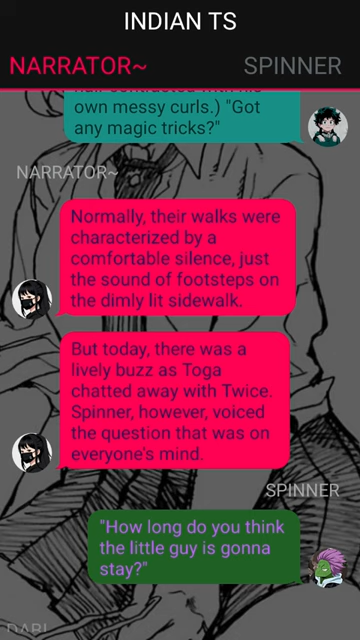 INDIAN TS
NARRATOR~ SPINNER
own messy curls.) "Got
any magic tricks?"
NARRATOR~
Normally, their walks were
characterized by a
comfortable silence, just
the sound of footsteps on
the dimly lit sidewalk.
But today, there was a
lively buzz as Toga
chatted away with Twice.
Spinner, however, voiced
the question that was on
everyone's mind.
SPINNER
"How long do you think
the little guy is gonna
stay?"
DABI